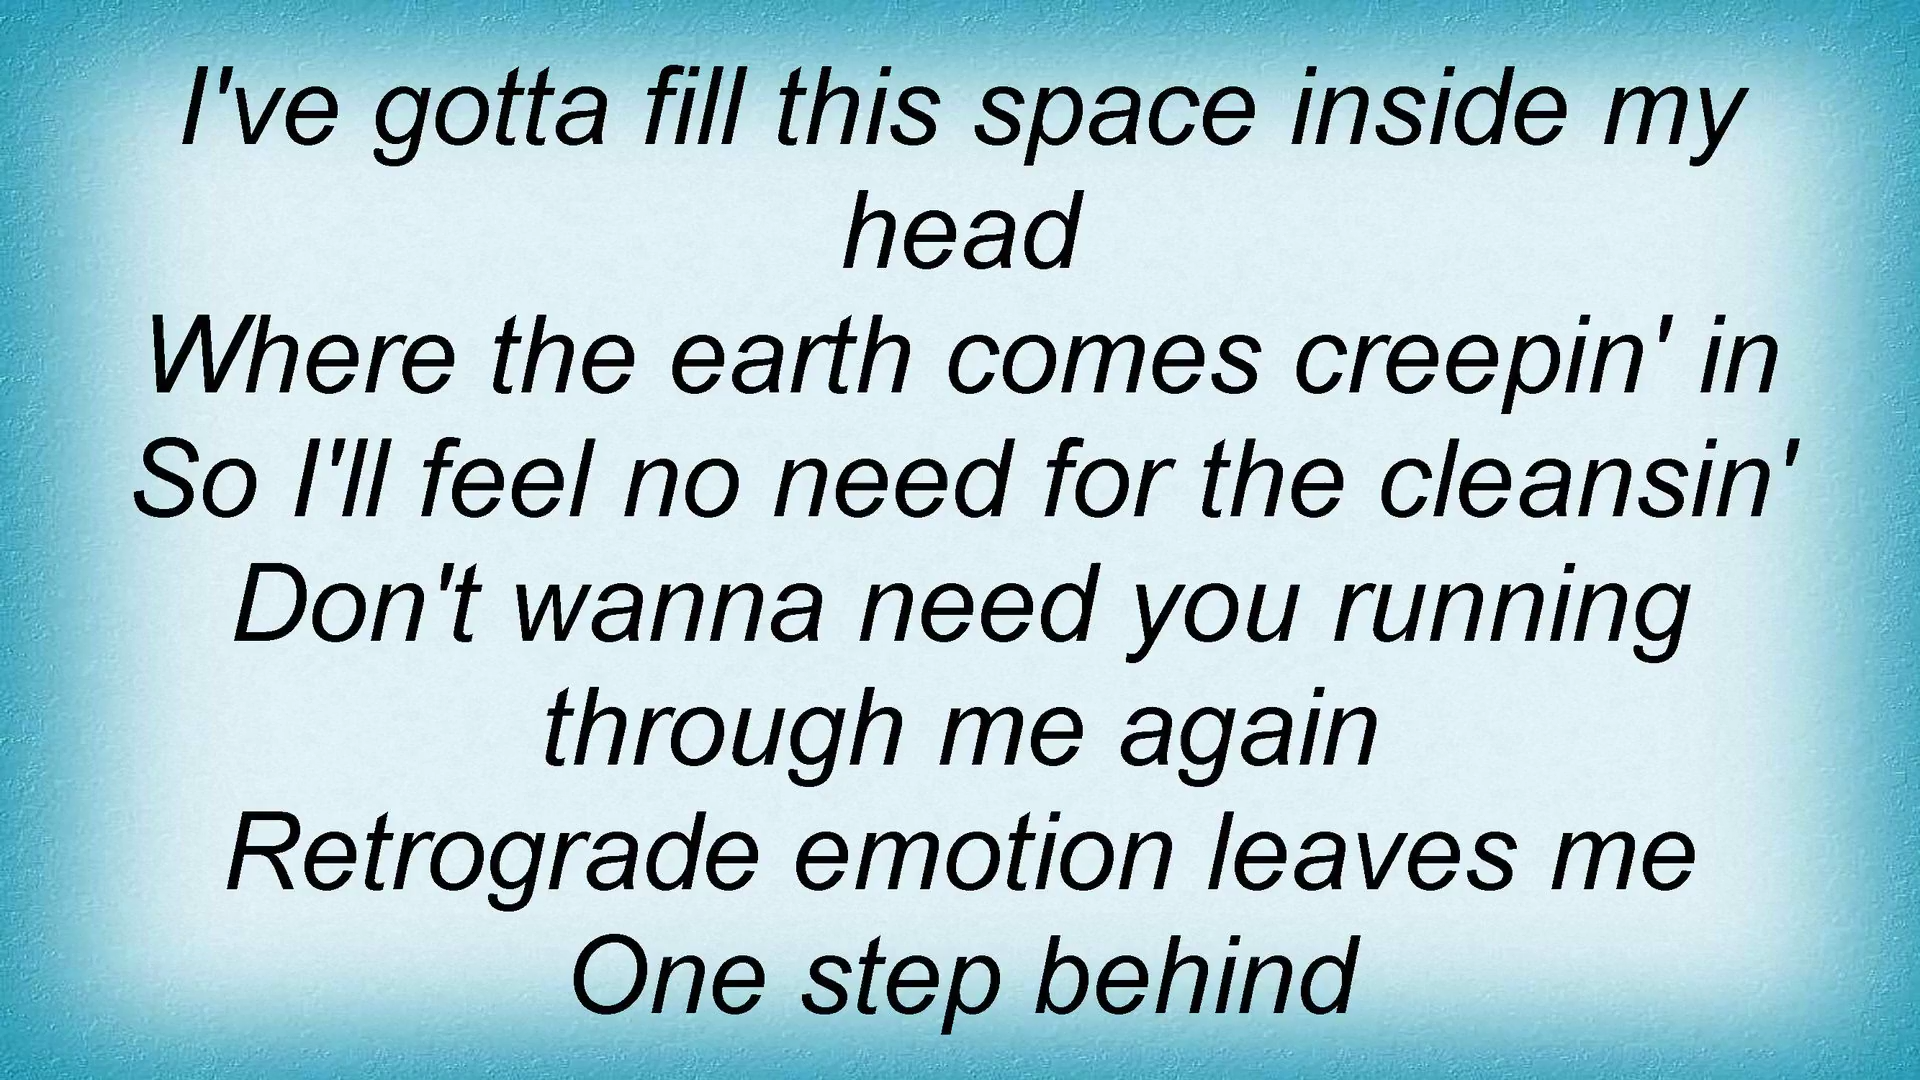 I've gotta fill this space inside my
head
Where the earth comes creepin' in
So I'll feel no need for the cleansin'
Don't wanna need you running
through me again
Retrograde emotion leaves me
One step behind